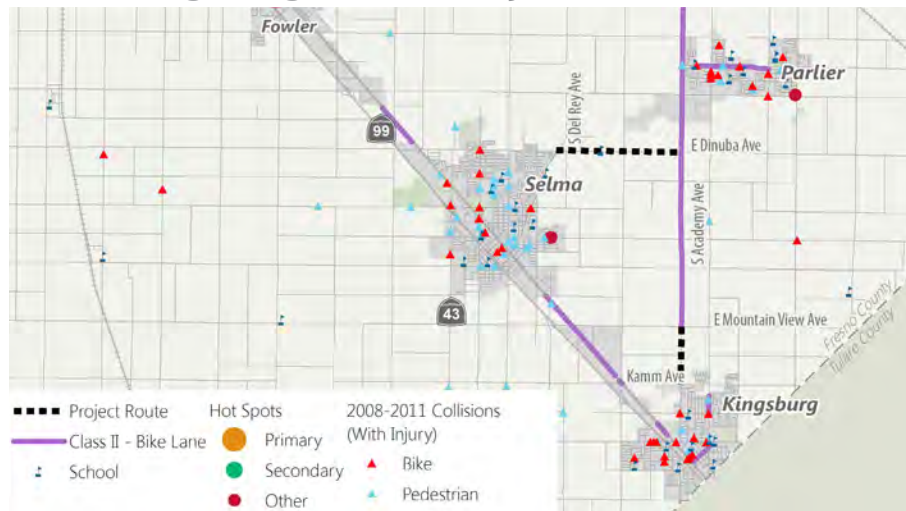 Fowler
Parlier
S Del Rey Ave
99
E Dinuba Ave
Selma
S Academy Ave
43
E Mountain View Ave
Fresno County
Tulare County
Kamm Ave
Kingsburg
Project Route
Class II - Bike Lane
School
Hot Spots
Primary
Secondary
Other
2008-2011 Collisions
(With Injury)
Bike
Pedestrian